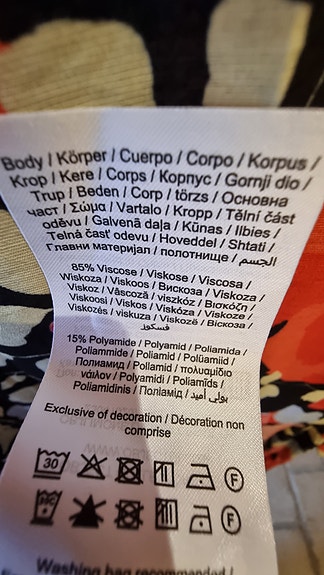 Body / Körper / Cuerpo / Corpo / Korpus /
Krop / Kere / Corps / Корпус / Gornji dio /
Trup / Beden / Corp / törzs / Основна
част / Σώμα / Vartalo / Kropp / Tělní část
oděvu / Galvenā daļa / Kūnas / Ilbies /
Telná časť odevu / Hoveddel / Shtati /
Главни материјал / полотнище / الجسم
85% Viscose / Viskose / Viscosa /
Wiskoza / Viskoos / Вискоза / Viskoza /
Viskoz / Vâscoză / viszkóz / Βισκόζη /
Viskoosi / Viskos / Viskóza / Viskoze /
Viskozės / viskuza / Viskozë / Віскоза /
فسكوز
15% Polyamide / Polyamid / Poliamida /
Poliammide / Poliamid / Polüamiid /
Полиамид / Poliamid / πολυαμίδιο
νάιλον / Polyamidi / Poliamīds /
Poliamidinis / Поліамід / بولي أميد
Exclusive of decoration / Décoration non
comprise
30 F
F
Washing bag recommended /